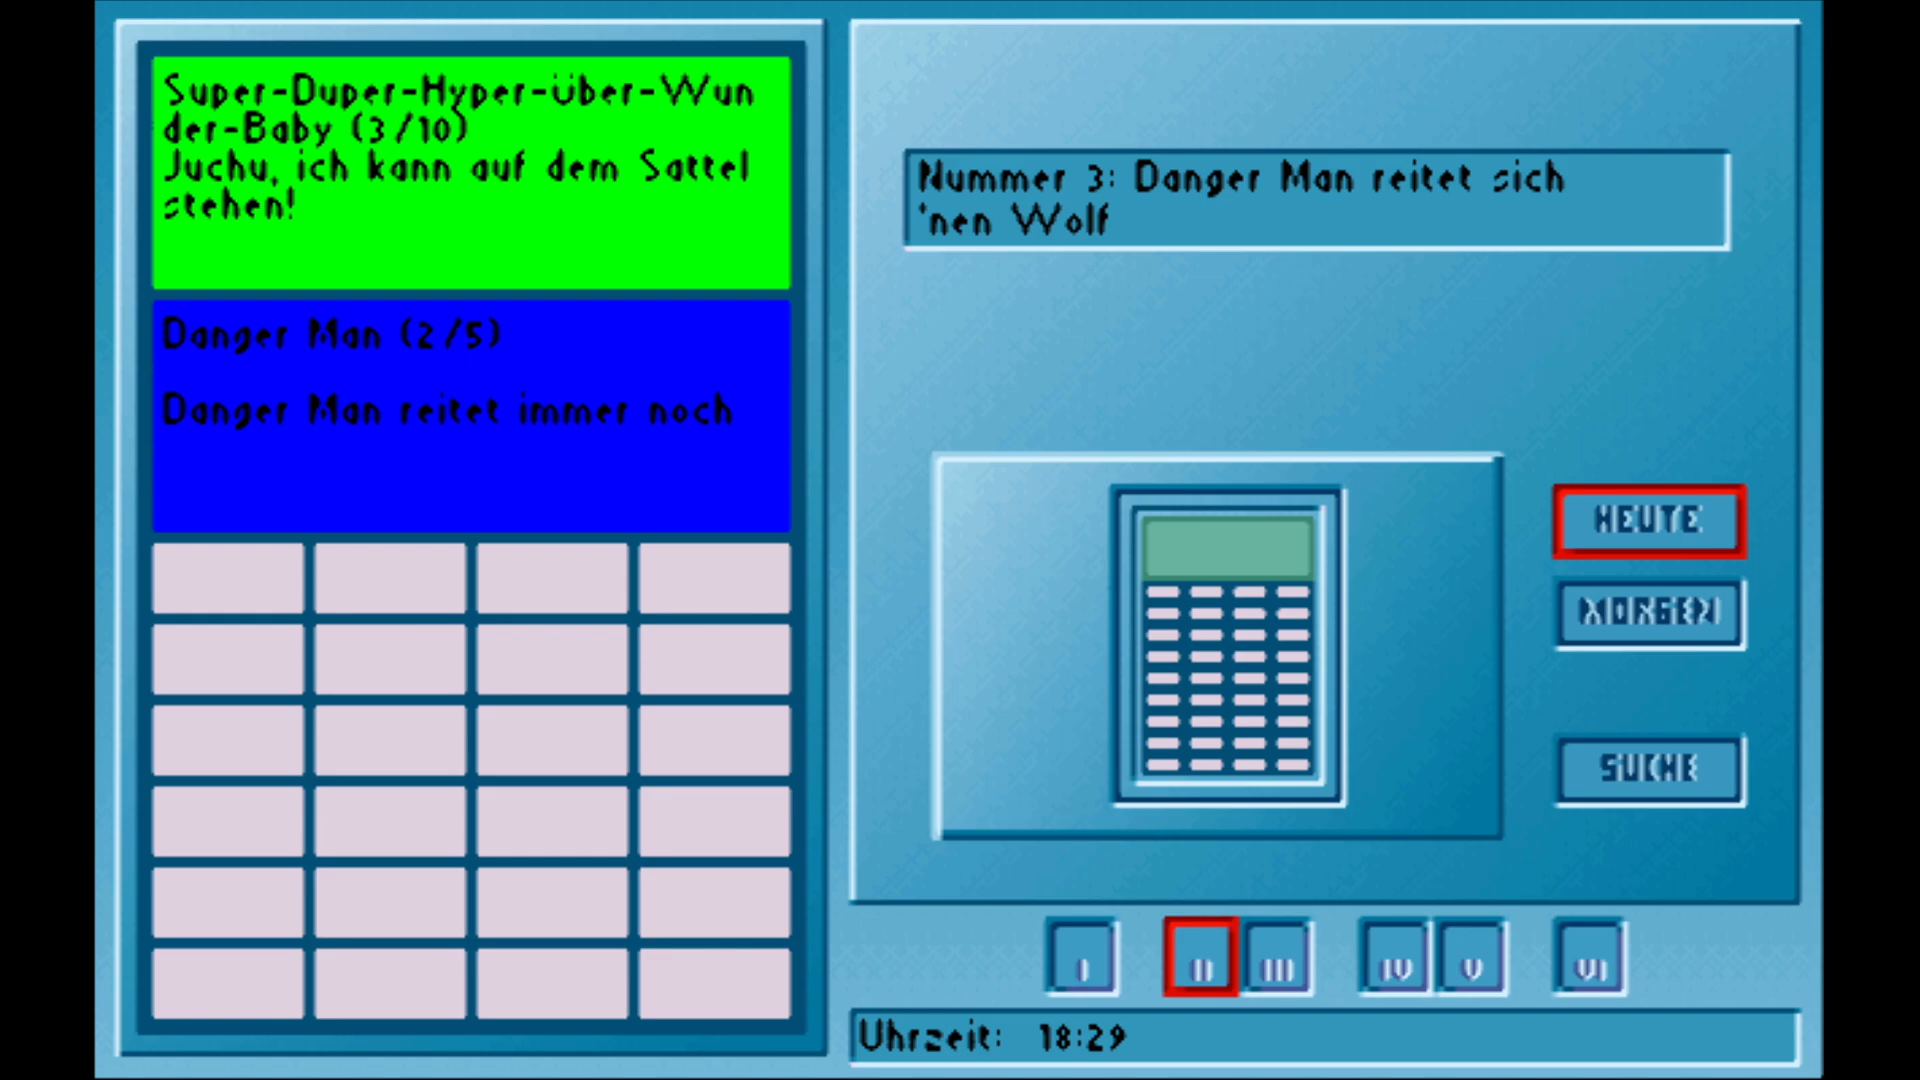 Super-Duper-Hyper-Über-Wun
der-Baby (3/10)
Juchu, ich kann auf dem Sattel
stehen!
Danger Man (2/5)
Danger Man reitet immer noch
Nummer 3: Danger Man reitet sich
'nen Wolf
HEUTE
MORGEN
SUCHE
I
II
III
IV
V
VI
Uhrzeit: 18:29